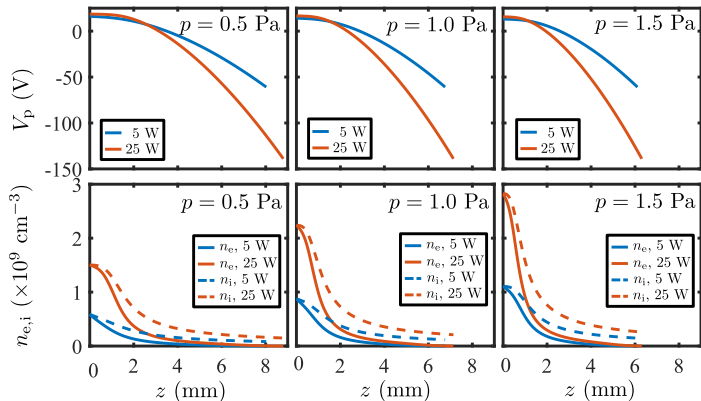 p = 0.5 Pa
p = 1.0 Pa
p = 1.5 Pa
V_p (V)
0
-50
-100
-150
5 W
25 W
5 W
25 W
5 W
25 W
p = 0.5 Pa
p = 1.0 Pa
p = 1.5 Pa
n_e,i (×10⁹ cm⁻³)
3
2
1
0
n_e, 5 W
n_e, 25 W
n_i, 5 W
n_i, 25 W
n_e, 5 W
n_e, 25 W
n_i, 5 W
n_i, 25 W
n_e, 5 W
n_e, 25 W
n_i, 5 W
n_i, 25 W
0 2 4 6 8
0 2 4 6 8
0 2 4 6 8
z (mm)
z (mm)
z (mm)